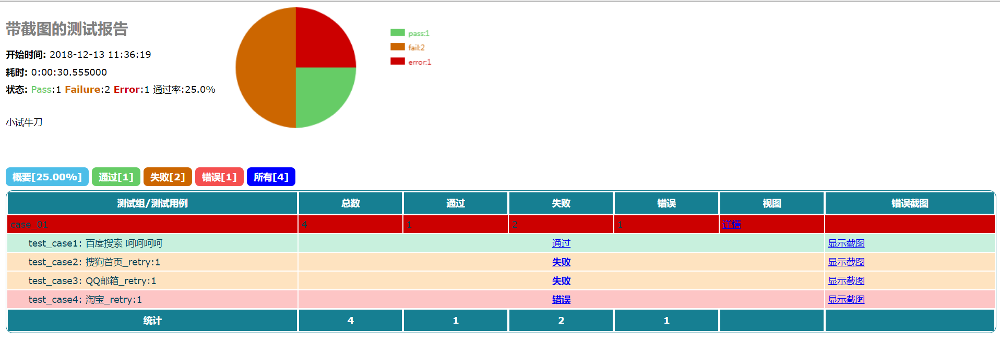 带截图的测试报告
开始时间: 2018-12-13 11:36:19
耗时: 0:00:30.555000
状态: Pass:1 Failure:2 Error:1 通过率:25.0%
小试牛刀
pass:1
fail:2
error:1
概要[25.00%] 通过[1] 失败[2] 错误[1] 所有[4]
测试组/测试用例 总数 通过 失败 错误 视图 错误截图
case_01 4 1 2 1 详情
test_case1: 百度搜索 呵呵呵呵 通过 显示截图
test_case2: 搜狗首页_retry:1 失败 显示截图
test_case3: QQ邮箱_retry:1 失败 显示截图
test_case4: 淘宝_retry:1 错误 显示截图
统计 4 1 2 1